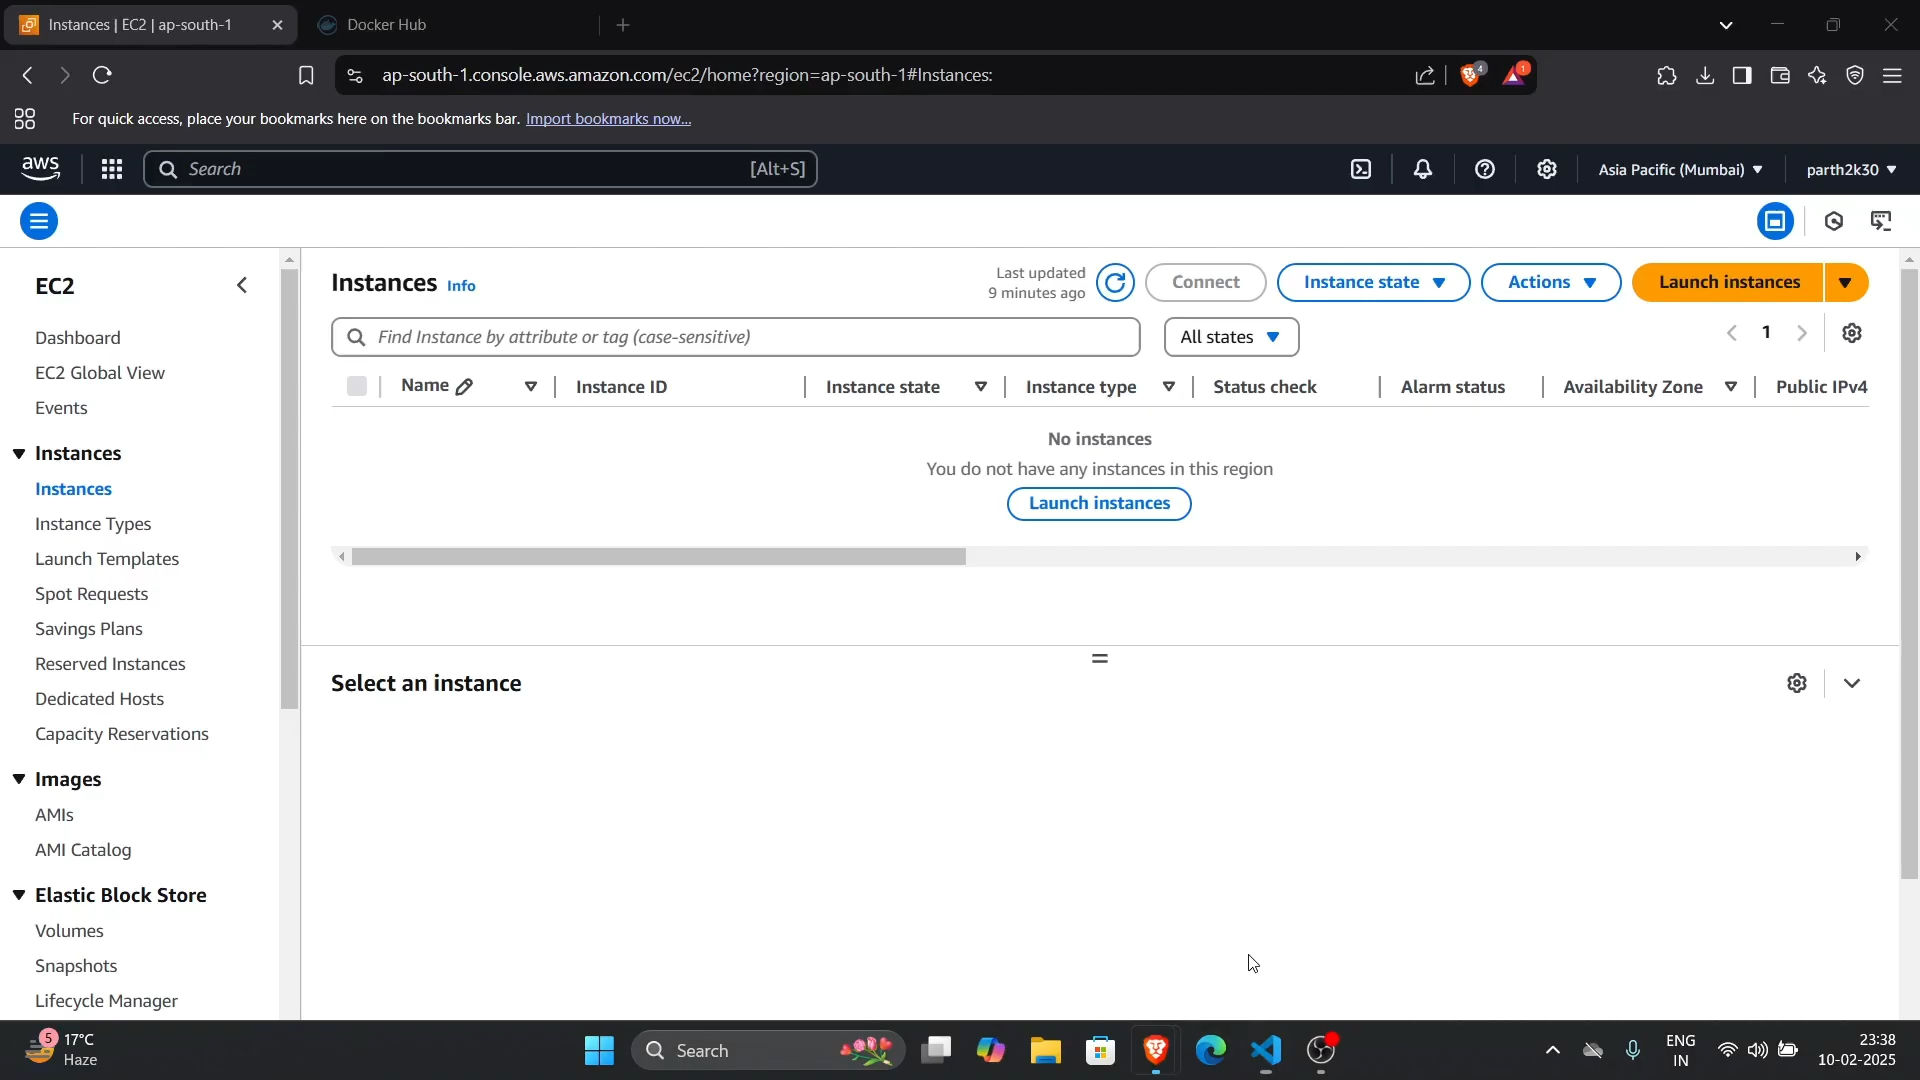 Instances | EC2 | ap-south-1
Docker Hub
ap-south-1.console.aws.amazon.com/ec2/home?region=ap-south-1#Instances:
4
1
For quick access, place your bookmarks here on the bookmarks bar. Import bookmarks now...
aws
Search
[Alt+S]
Asia Pacific (Mumbai)
parth2k30
EC2
Dashboard
EC2 Global View
Events
Instances
Instances
Instance Types
Launch Templates
Spot Requests
Savings Plans
Reserved Instances
Dedicated Hosts
Capacity Reservations
Images
AMIs
AMI Catalog
Elastic Block Store
Volumes
Snapshots
Lifecycle Manager
Instances Info
Last updated
9 minutes ago
Connect
Instance state
Actions
Launch instances
Find Instance by attribute or tag (case-sensitive)
All states
1
Name
Instance ID
Instance state
Instance type
Status check
Alarm status
Availability Zone
Public IPv4
No instances
You do not have any instances in this region
Launch instances
Select an instance
5
17°C
Haze
Search
ENG
IN
23:38
10-02-2025